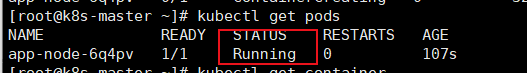 [root@k8s-master ~]# kubectl get pods
NAME READY STATUS RESTARTS AGE
app-node-6q4pv 1/1 Running 0 107s
[root@k8s-master ~]# kubectl get container